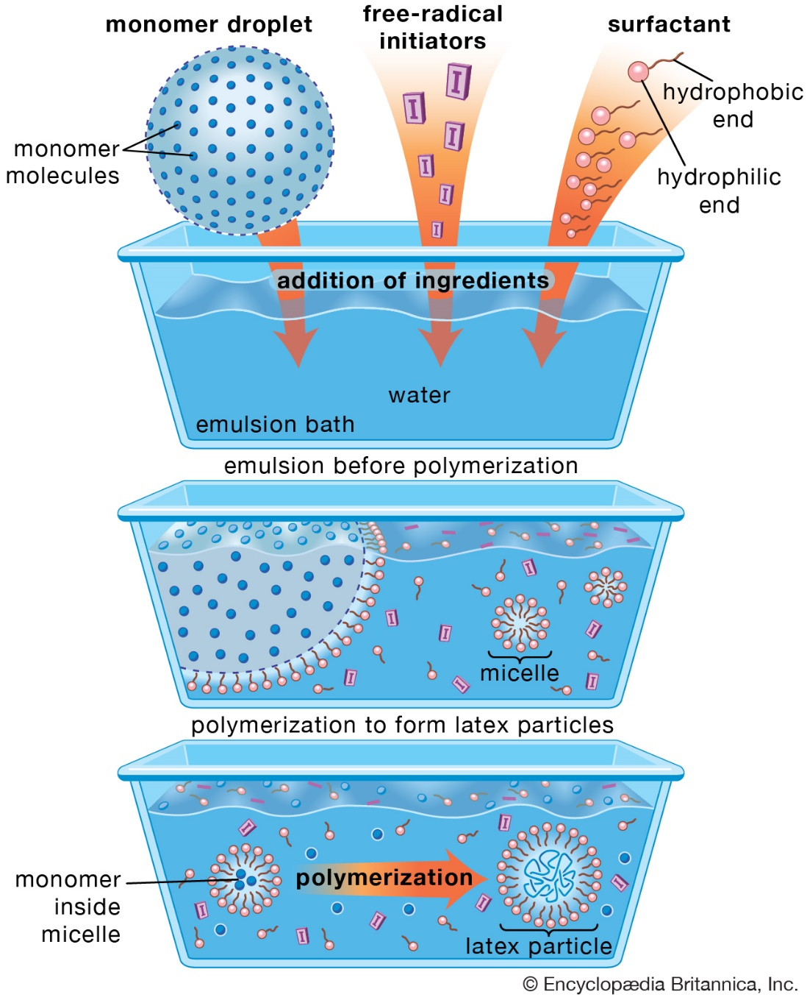 monomer droplet
free-radical
initiators
surfactant
hydrophobic
end
monomer
molecules
hydrophilic
end
I
I
I
I
I
I
addition of ingredients
water
emulsion bath
emulsion before polymerization
I
I
I
I
I
I
I
micelle
polymerization to form latex particles
I
I
polymerization
monomer
inside
micelle
I
I
I
I
I
latex particle
© Encyclopædia Britannica, Inc.